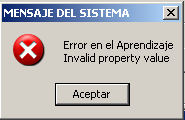 MENSAJE DEL SISTEMA
Error en el Aprendizaje
Invalid property value
Aceptar